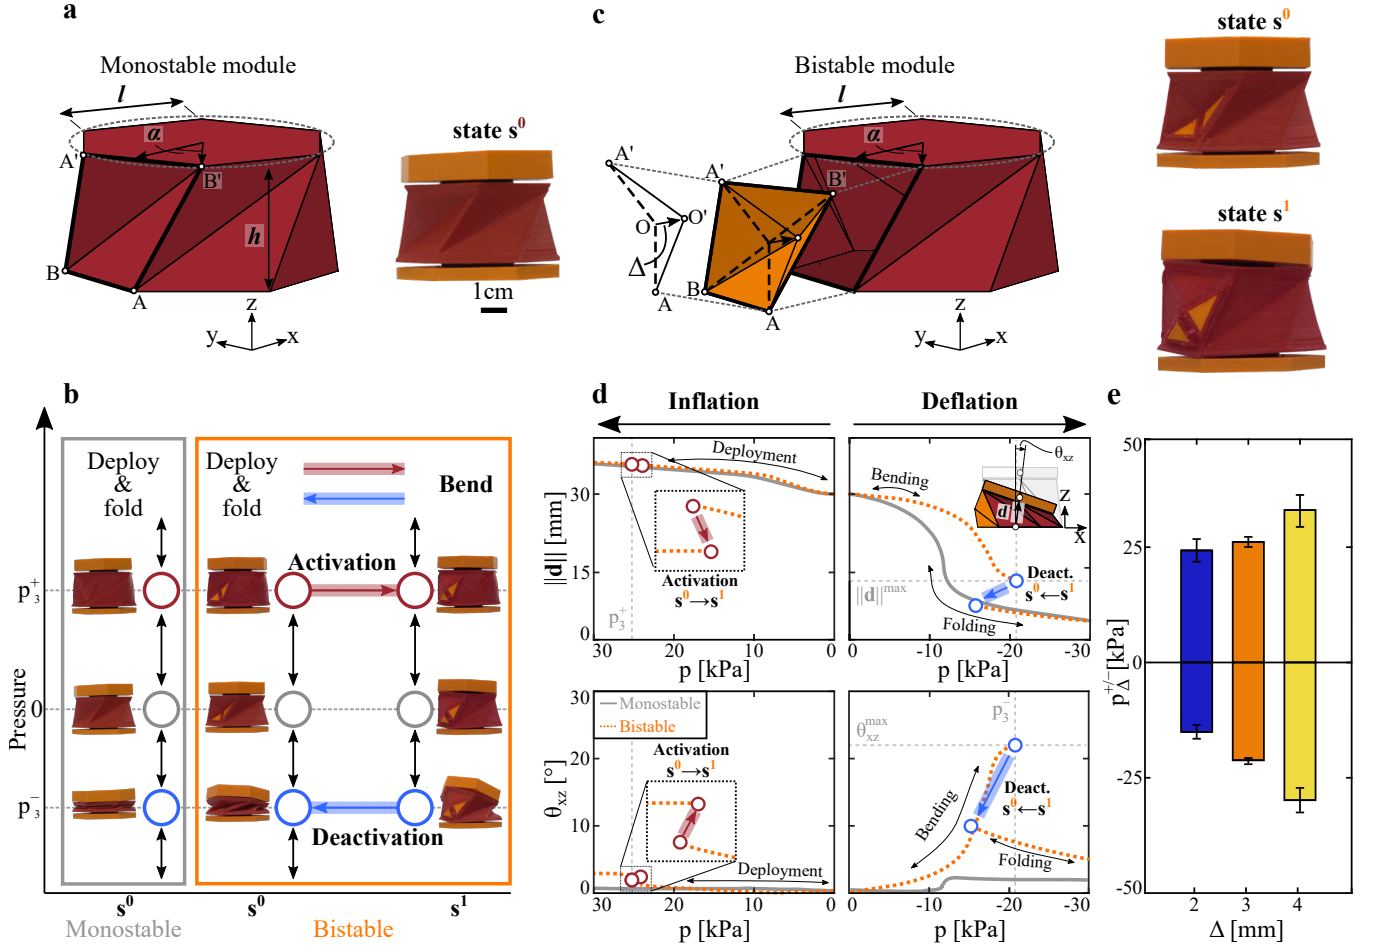 a
Monostable module
l
α
A'
B'
h
B
A
z
y
x
state s⁰
1cm
c
Bistable module
l
α
A'
A'
B'
O
O'
Δ
A
B
A
z
y
x
state s⁰
state s¹
b
Deploy
&
fold
Deploy
&
fold
Bend
Activation
Deactivation
Pressure
p₃⁺
0
p₃⁻
s⁰
s⁰
s¹
Monostable
Bistable
d
Inflation
Deflation
||d|| [mm]
30
15
0
Deployment
Activation
s⁰→s¹
p₃⁺
30
20
10
0
p [kPa]
Bending
θxz
z
x
d
Deact.
s⁰←s¹
||d||ᵐᵃˣ
Folding
0
-10
-20
-30
p [kPa]
θxz [°]
30
20
10
0
Monostable
Bistable
Activation
s⁰→s¹
Deployment
30
20
10
0
p [kPa]
p₃⁻
θxzᵐᵃˣ
Bending
Deact.
s⁰←s¹
Folding
0
-10
-20
-30
p [kPa]
e
p_Δ⁺/⁻[kPa]
50
25
0
-25
-50
2
3
4
Δ [mm]